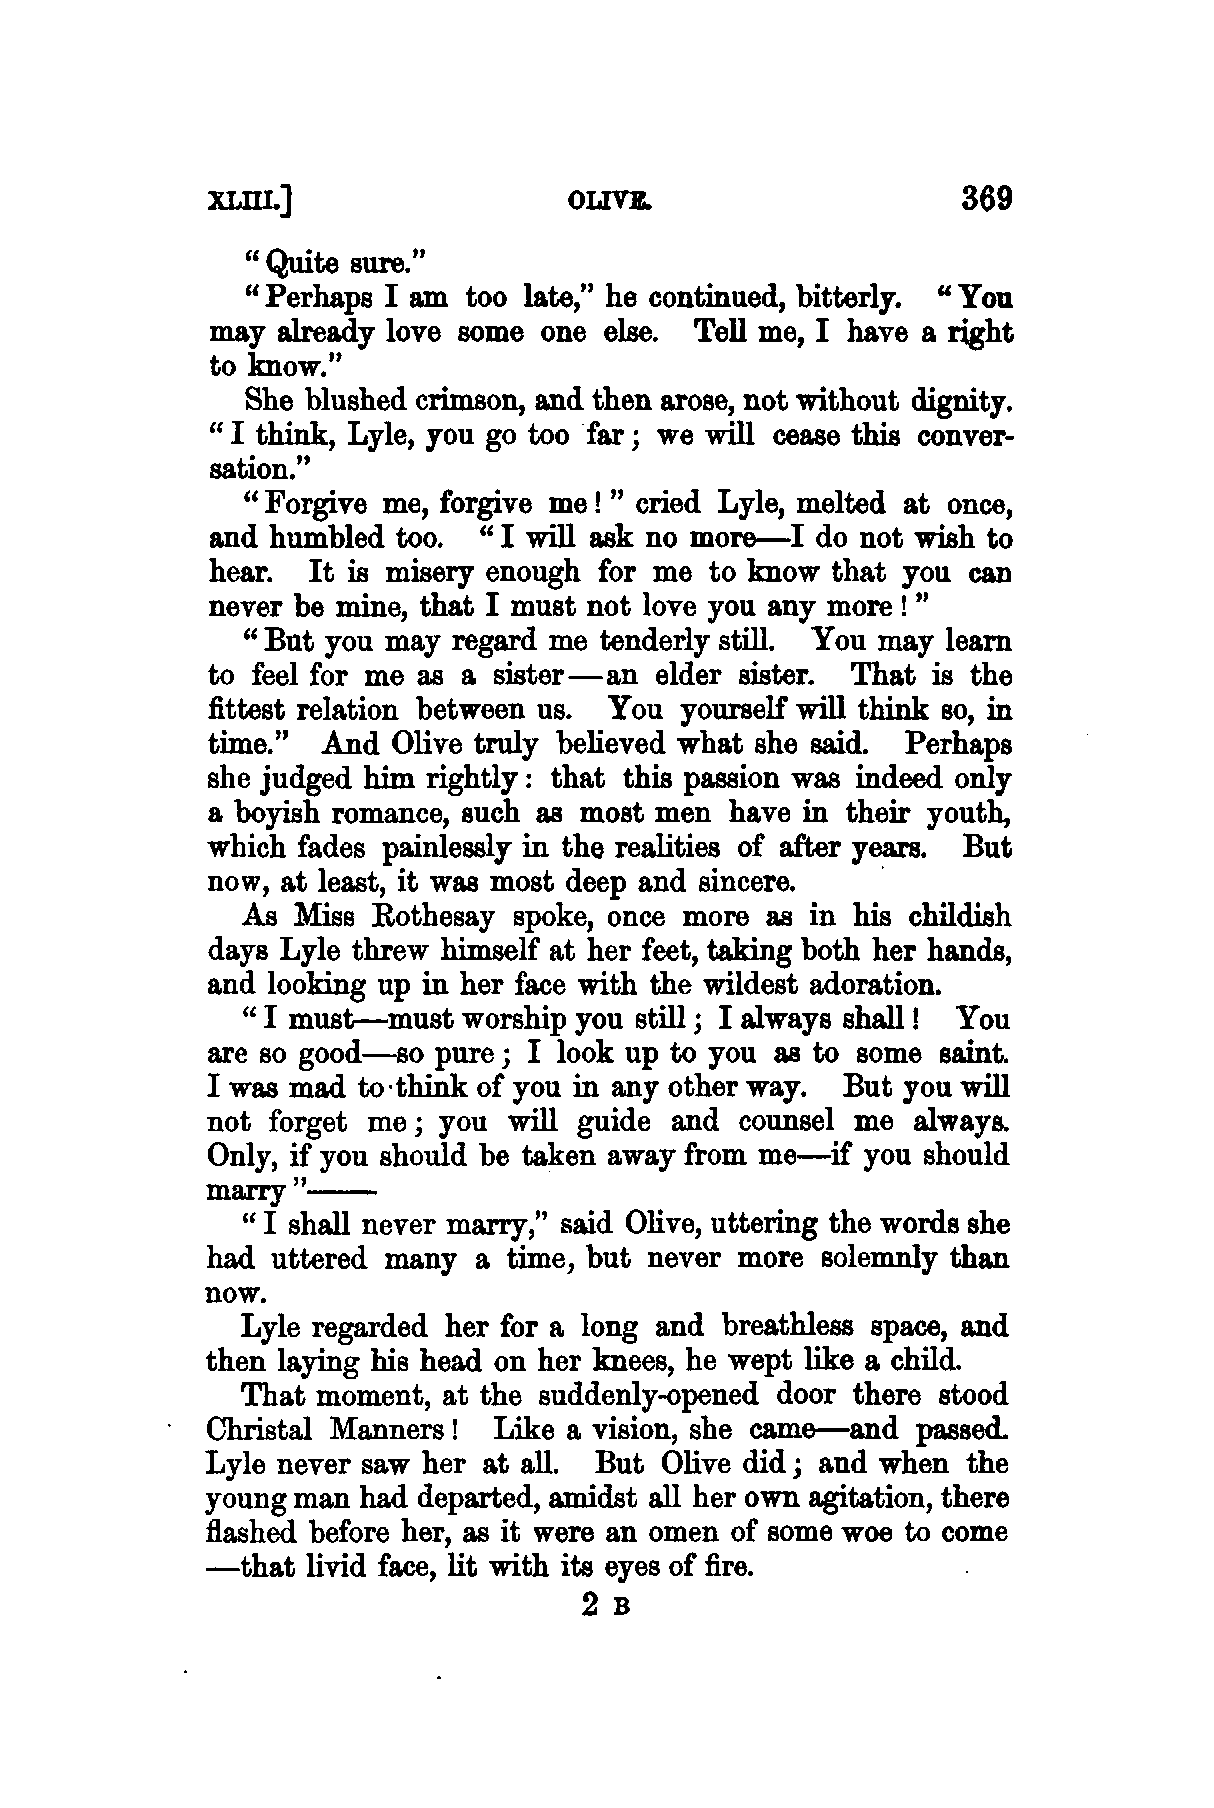 XLIII.] OLIVE. 369
“Quite sure.”
“Perhaps I am too late,” he continued, bitterly. “You
may already love some one else. Tell me, I have a right
to know.”
She blushed crimson, and then arose, not without dignity.
“I think, Lyle, you go too far; we will cease this conver-
sation.”
“Forgive me, forgive me!” cried Lyle, melted at once,
and humbled too. “I will ask no more—I do not wish to
hear. It is misery enough for me to know that you can
never be mine, that I must not love you any more!”
“But you may regard me tenderly still. You may learn
to feel for me as a sister—an elder sister. That is the
fittest relation between us. You yourself will think so, in
time.” And Olive truly believed what she said. Perhaps
she judged him rightly: that this passion was indeed only
a boyish romance, such as most men have in their youth,
which fades painlessly in the realities of after years. But
now, at least, it was most deep and sincere.
As Miss Rothesay spoke, once more as in his childish
days Lyle threw himself at her feet, taking both her hands,
and looking up in her face with the wildest adoration.
“I must—must worship you still; I always shall! You
are so good—so pure; I look up to you as to some saint.
I was mad to think of you in any other way. But you will
not forget me; you will guide and counsel me always.
Only, if you should be taken away from me—if you should
marry”——
“I shall never marry,” said Olive, uttering the words she
had uttered many a time, but never more solemnly than
now.
Lyle regarded her for a long and breathless space, and
then laying his head on her knees, he wept like a child.
That moment, at the suddenly-opened door there stood
Christal Manners! Like a vision, she came—and passed.
Lyle never saw her at all. But Olive did; and when the
young man had departed, amidst all her own agitation, there
flashed before her, as it were an omen of some woe to come
—that livid face, lit with its eyes of fire.
2 B